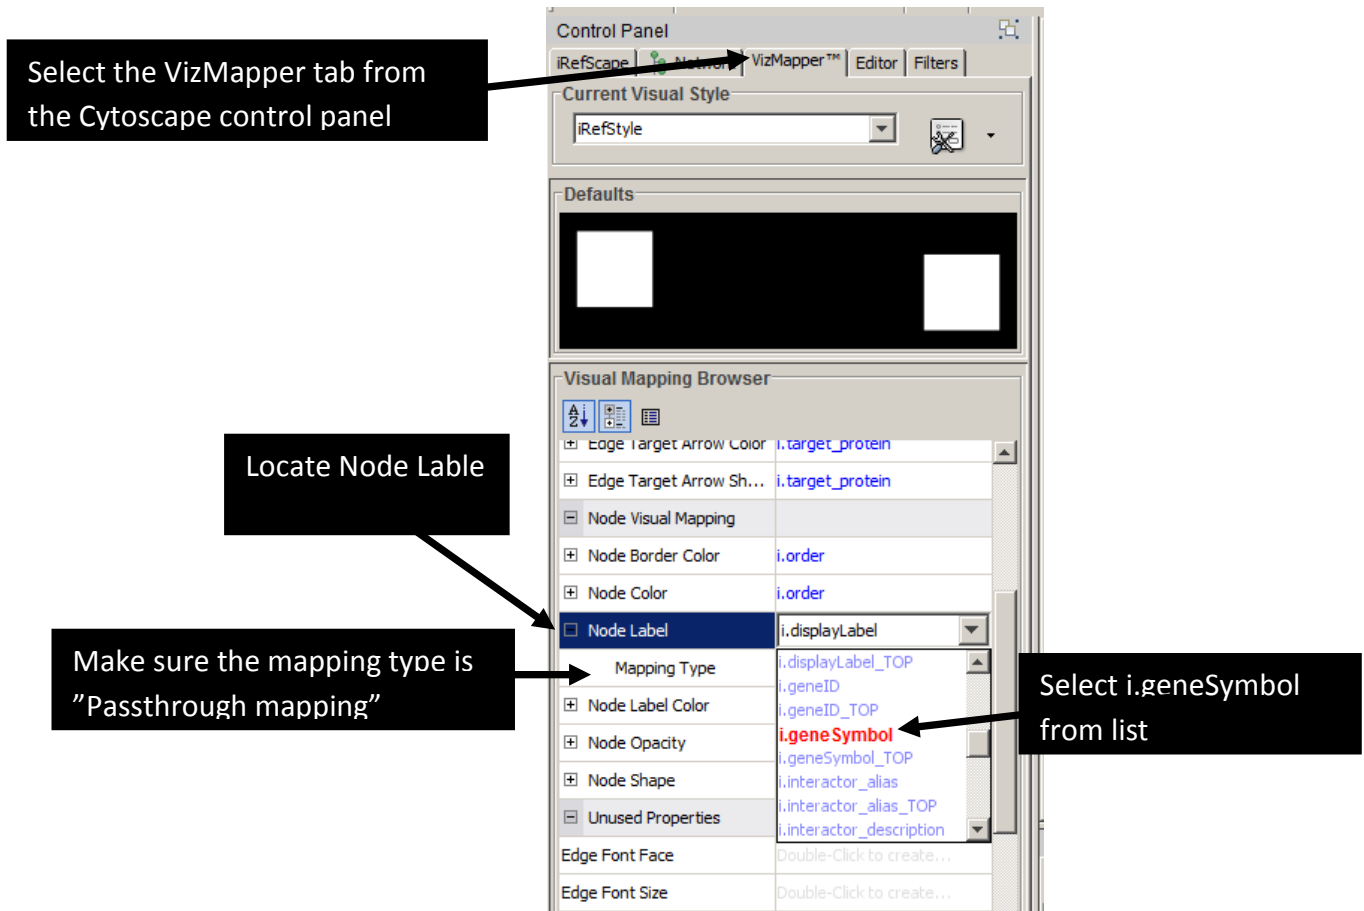 Control Panel
Select the VizMapper tab from
the Cytoscape control panel
iRefScape Network VizMapper™ Editor Filters
Current Visual Style
iRefStyle
Defaults
Visual Mapping Browser
Edge Target Arrow Color i.target_protein
Locate Node Lable
Edge Target Arrow Sh... i.target_protein
Node Visual Mapping
Node Border Color i.order
Node Color i.order
Node Label i.displayLabel
Make sure the mapping type is
”Passthrough mapping”
Mapping Type
i.displayLabel_TOP
i.geneID
Node Label Color
i.geneID_TOP
i.geneSymbol
Select i.geneSymbol
from list
Node Opacity
i.geneSymbol_TOP
Node Shape
i.interactor_alias
i.interactor_alias_TOP
Unused Properties
i.interactor_description
Edge Font Face Double-Click to create...
Edge Font Size Double-Click to create...